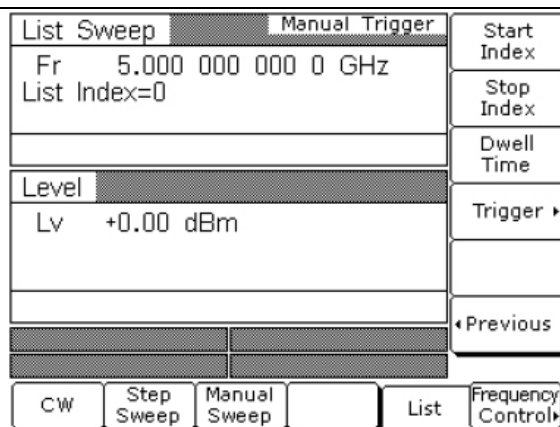 List Sweep
Manual Trigger
Fr 5.000 000 000 0 GHz
List Index=0
Level
Lv +0.00 dBm
Start
Index
Stop
Index
Dwell
Time
Trigger
Previous
CW
Step
Sweep
Manual
Sweep
List
Frequency
Control